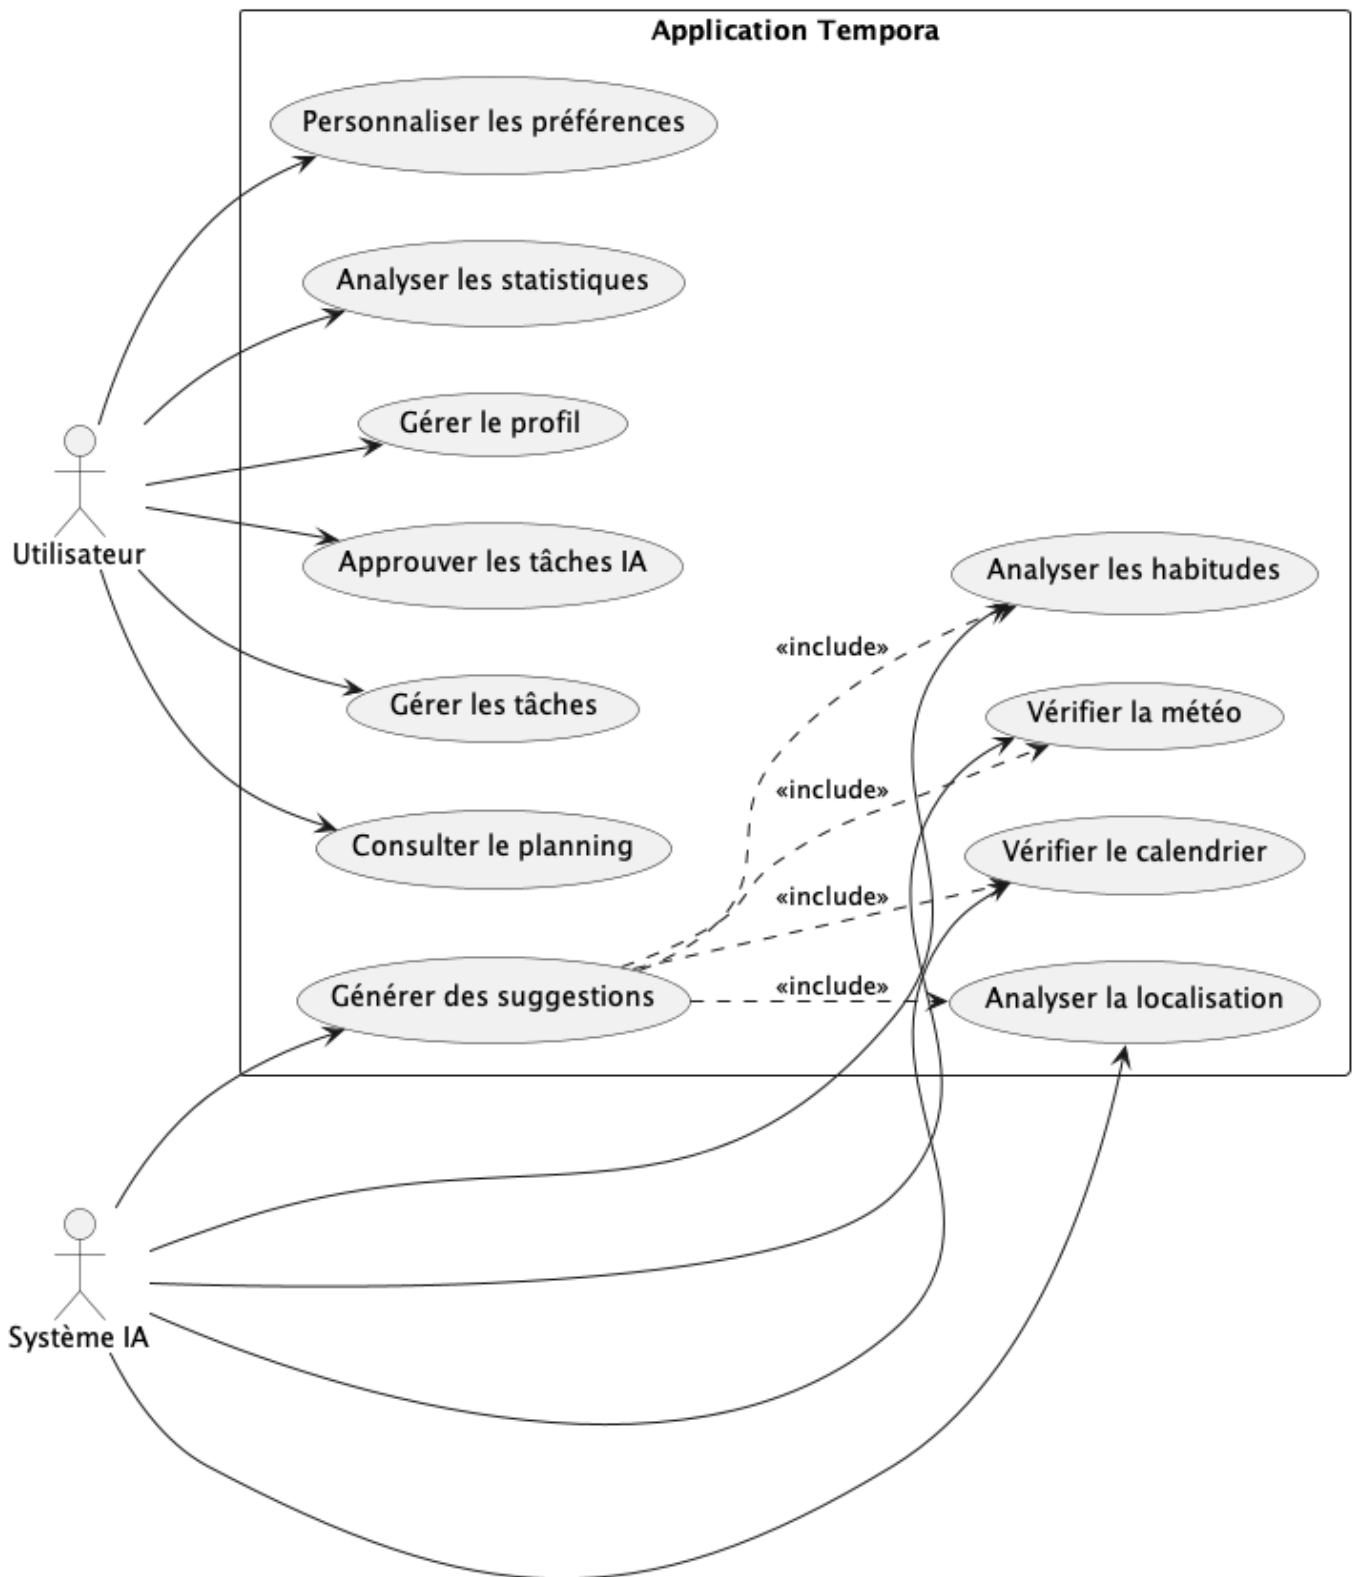 Application Tempora
Personnaliser les préférences
Analyser les statistiques
Gérer le profil
Utilisateur
Approuver les tâches IA
Analyser les habitudes
«include»
Gérer les tâches
Vérifier la météo
«include»
Consulter le planning
Vérifier le calendrier
«include»
Générer des suggestions
«include»
Analyser la localisation
Système IA